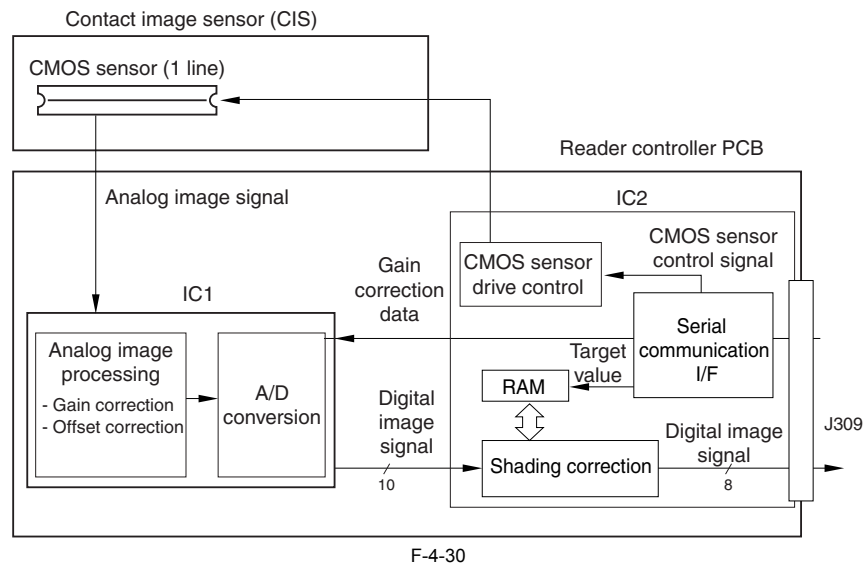 Contact image sensor (CIS)
CMOS sensor (1 line)
Reader controller PCB
Analog image signal
IC2
CMOS sensor
control signal
CMOS sensor
drive control
Gain
correction
data
IC1
Serial
communication
I/F
Analog image
processing
- Gain correction
- Offset correction
A/D
conversion
Target
value
RAM
Digital
image
signal
10
Shading correction
Digital image
signal
8
J309
F-4-30